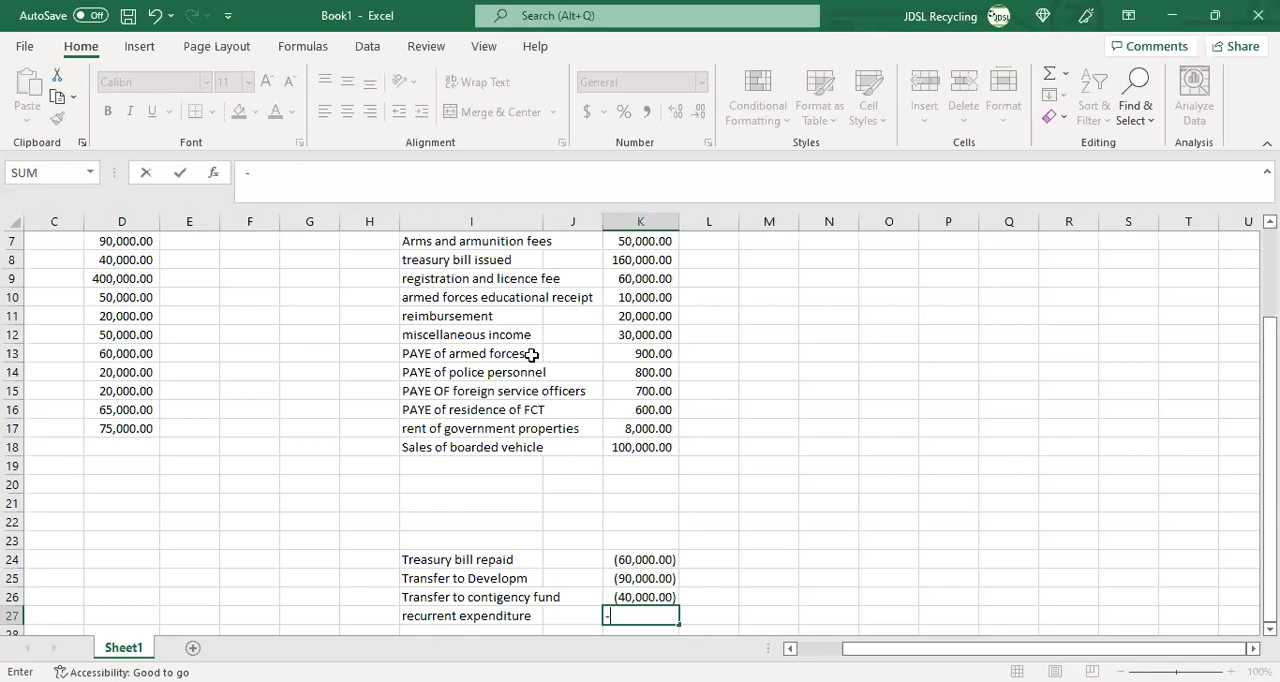 AutoSave Off Book1 - Excel Search (Alt+Q) JDSL Recycling JDSL
File Home Insert Page Layout Formulas Data Review View Help Comments Share
Paste Calibri 11 A A Wrap Text General Conditional Formatting Format as Table Cell Styles Insert Delete Format Sort & Filter Find & Select Analyze Data
B I U A Merge & Center $ % ,
Clipboard Font Alignment Number Styles Cells Editing Analysis
SUM fx -
C D E F G H I J K L M N O P Q R S T U
7 90,000.00 Arms and armunition fees 50,000.00
8 40,000.00 treasury bill issued 160,000.00
9 400,000.00 registration and licence fee 60,000.00
10 50,000.00 armed forces educational receipt 10,000.00
11 20,000.00 reimbursement 20,000.00
12 50,000.00 miscellaneous income 30,000.00
13 60,000.00 PAYE of armed forces 900.00
14 20,000.00 PAYE of police personnel 800.00
15 20,000.00 PAYE OF foreign service officers 700.00
16 65,000.00 PAYE of residence of FCT 600.00
17 75,000.00 rent of government properties 8,000.00
18 Sales of boarded vehicle 100,000.00
19
20
21
22
23
24 Treasury bill repaid (60,000.00)
25 Transfer to Developm (90,000.00)
26 Transfer to contigency fund (40,000.00)
27 recurrent expenditure -
28
Sheet1
Enter Accessibility: Good to go 100%